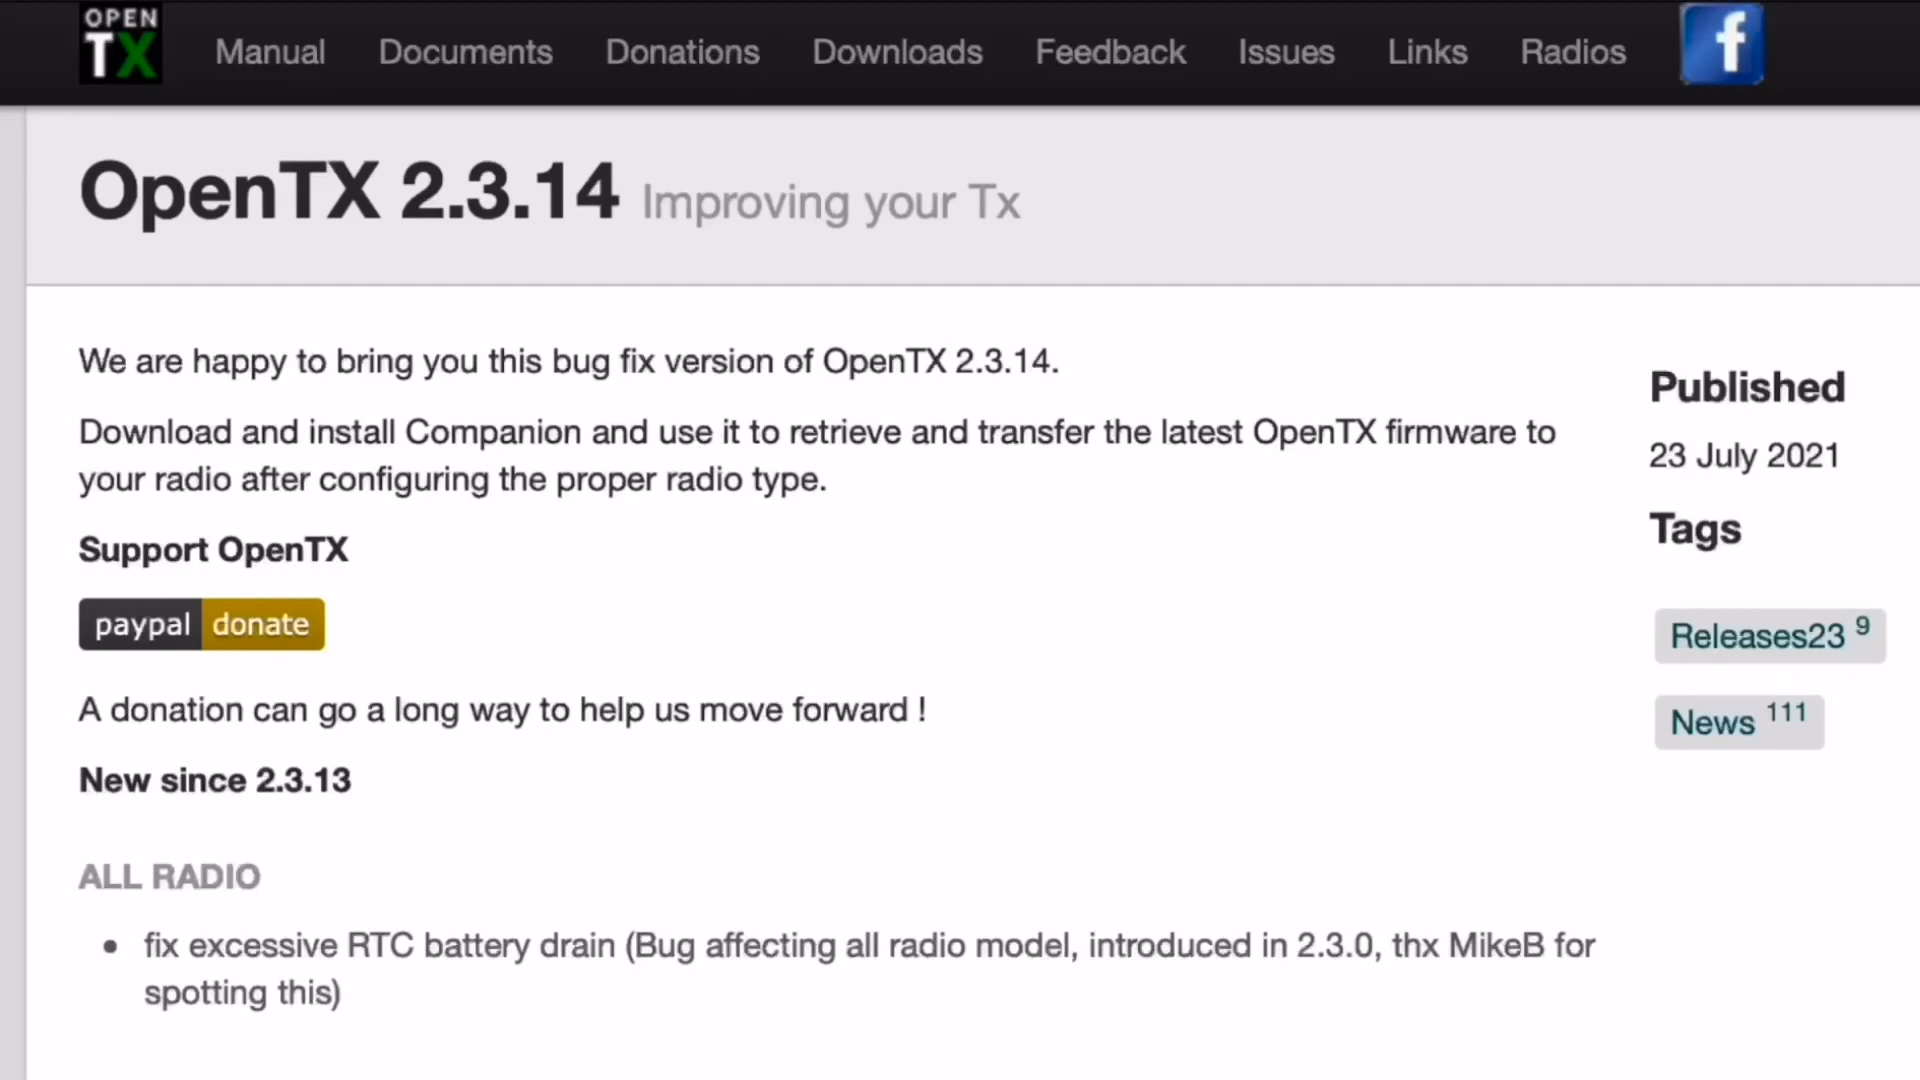 OPEN
TX
Manual Documents Donations Downloads Feedback Issues Links Radios f
OpenTX 2.3.14 Improving your Tx
We are happy to bring you this bug fix version of OpenTX 2.3.14.
Download and install Companion and use it to retrieve and transfer the latest OpenTX firmware to
your radio after configuring the proper radio type.
Support OpenTX
paypal donate
A donation can go a long way to help us move forward !
New since 2.3.13
ALL RADIO
• fix excessive RTC battery drain (Bug affecting all radio model, introduced in 2.3.0, thx MikeB for
spotting this)
Published
23 July 2021
Tags
Releases23 9
News 111